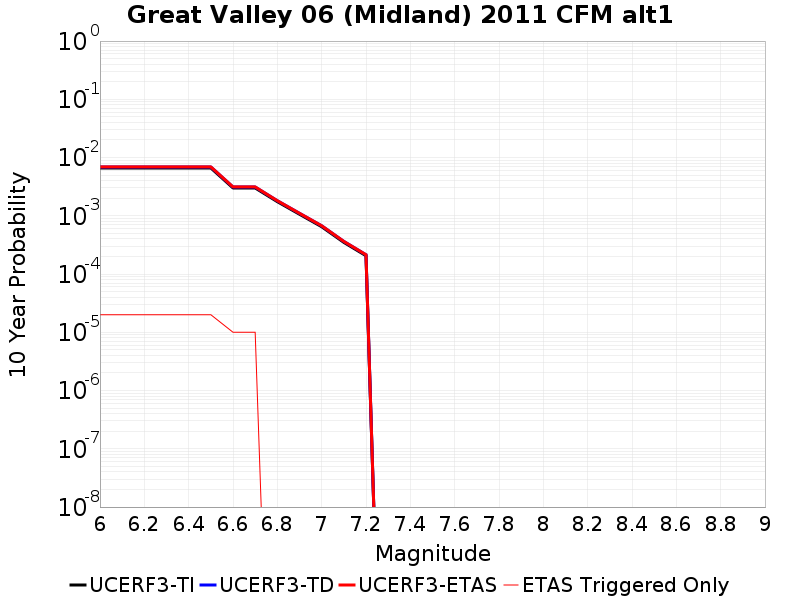 Great Valley 06 (Midland) 2011 CFM alt1
10^0
10^-1
10^-2
10^-3
10^-4
10^-5
10^-6
10^-7
10^-8
10 Year Probability
6 6.2 6.4 6.6 6.8 7 7.2 7.4 7.6 7.8 8 8.2 8.4 8.6 8.8 9
Magnitude
UCERF3-TI UCERF3-TD UCERF3-ETAS ETAS Triggered Only